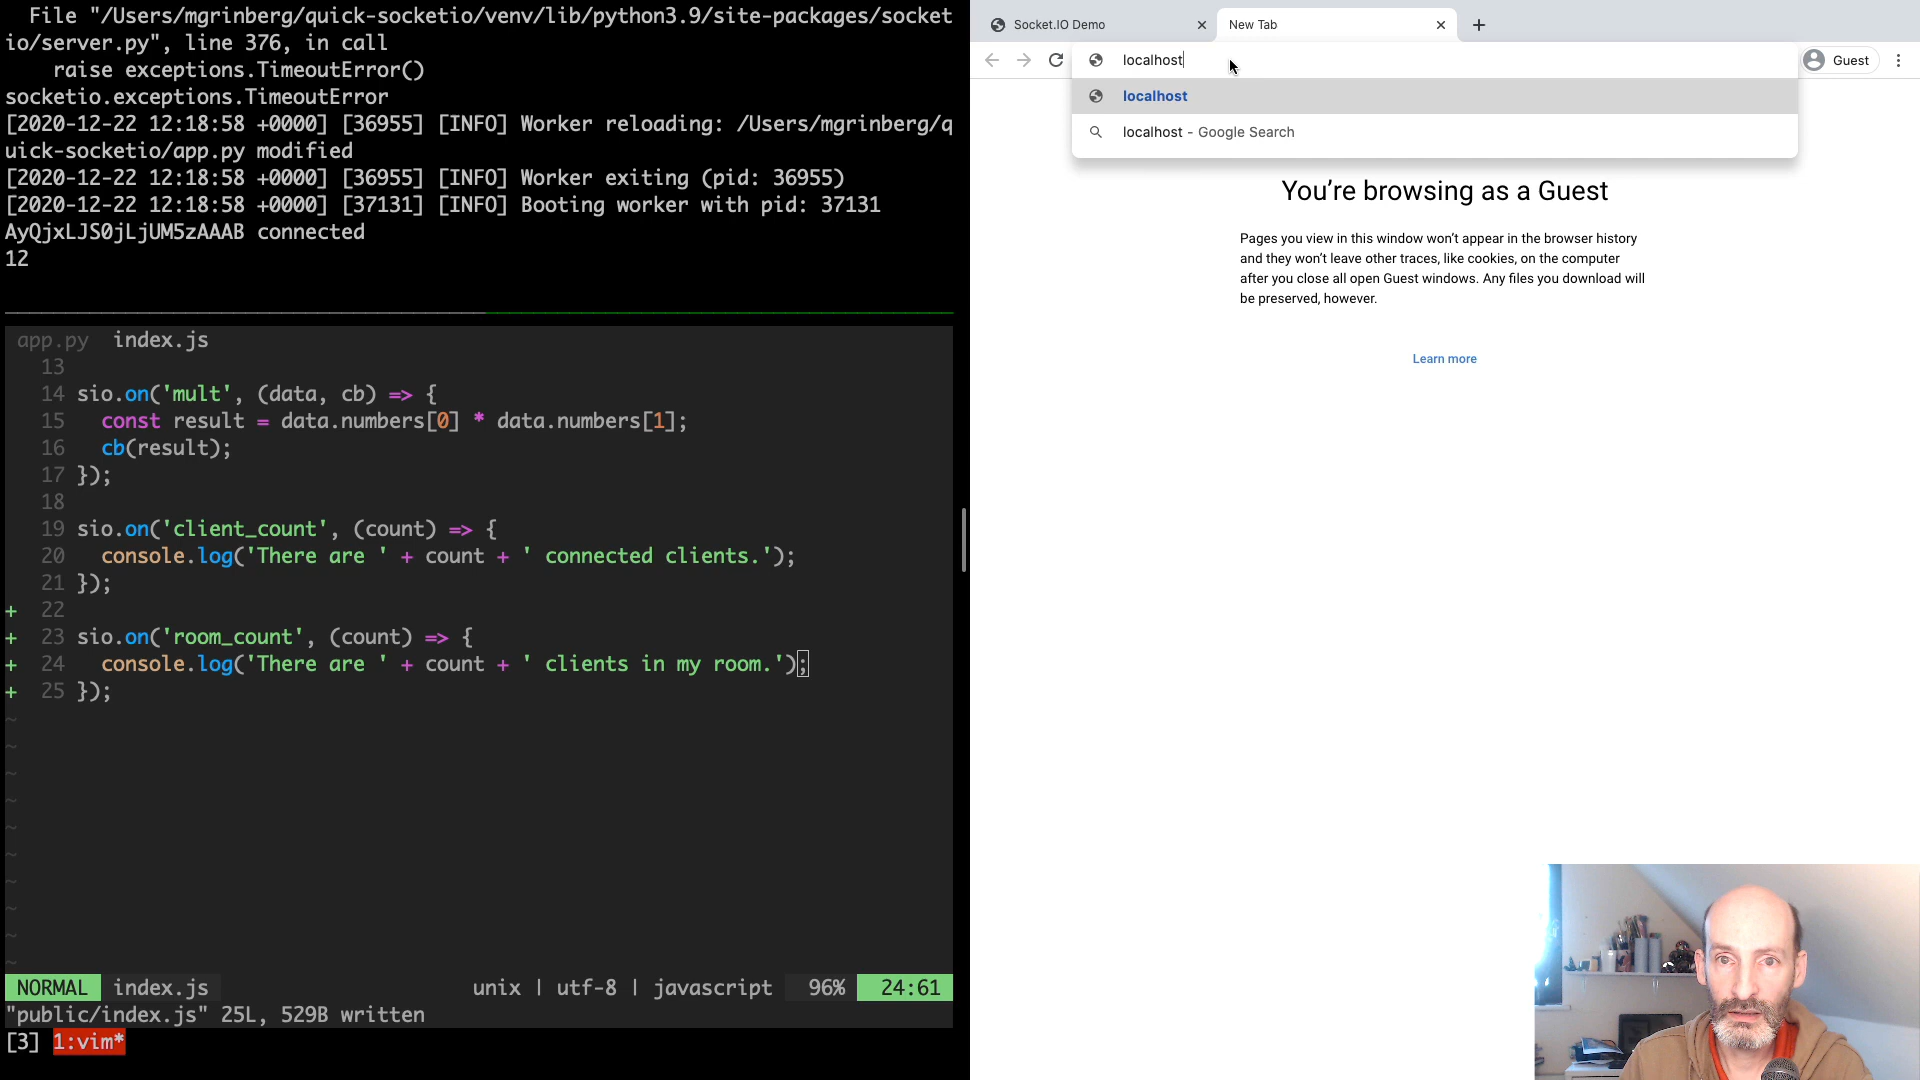 File "/Users/mgrinberg/quick-socketio/venv/lib/python3.9/site-packages/socket
io/server.py", line 376, in call
raise exceptions.TimeoutError()
socketio.exceptions.TimeoutError
[2020-12-22 12:18:58 +0000] [36955] [INFO] Worker reloading: /Users/mgrinberg/q
uick-socketio/app.py modified
[2020-12-22 12:18:58 +0000] [36955] [INFO] Worker exiting (pid: 36955)
[2020-12-22 12:18:58 +0000] [37131] [INFO] Booting worker with pid: 37131
AyQjxLJS0jLjUM5zAAAB connected
12
app.py index.js
13
14 sio.on('mult', (data, cb) => {
15 const result = data.numbers[0] * data.numbers[1];
16 cb(result);
17 });
18
19 sio.on('client_count', (count) => {
20 console.log('There are ' + count + ' connected clients.');
21 });
+ 22
+ 23 sio.on('room_count', (count) => {
+ 24 console.log('There are ' + count + ' clients in my room.');
+ 25 });
~
~
~
~
~
~
~
~
~
~
NORMAL index.js unix | utf-8 | javascript 96% 24:61
"public/index.js" 25L, 529B written
[3] 1:vim*
Socket.IO Demo
New Tab
localhost
Guest
localhost
localhost - Google Search
You're browsing as a Guest
Pages you view in this window won't appear in the browser history
and they won't leave other traces, like cookies, on the computer
after you close all open Guest windows. Any files you download will
be preserved, however.
Learn more